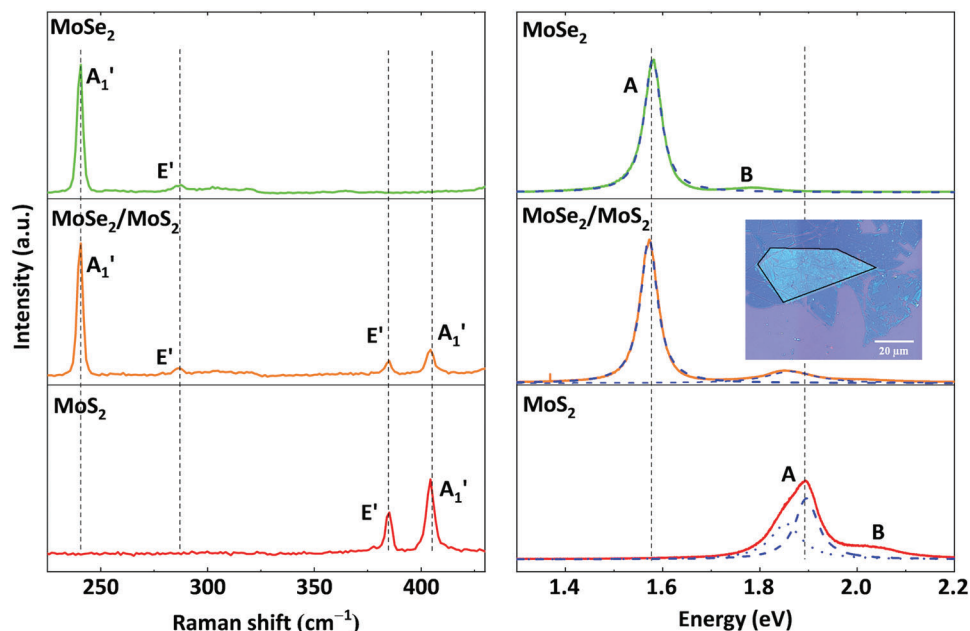 MoSe₂
A₁'
E'
MoSe₂/MoS₂
A₁'
E'
E'
A₁'
MoS₂
E'
A₁'
250
300
350
400
Raman shift (cm⁻¹)
Intensity (a.u.)
MoSe₂
A
B
MoSe₂/MoS₂
20 µm
MoS₂
A
B
1.4
1.6
1.8
2.0
2.2
Energy (eV)